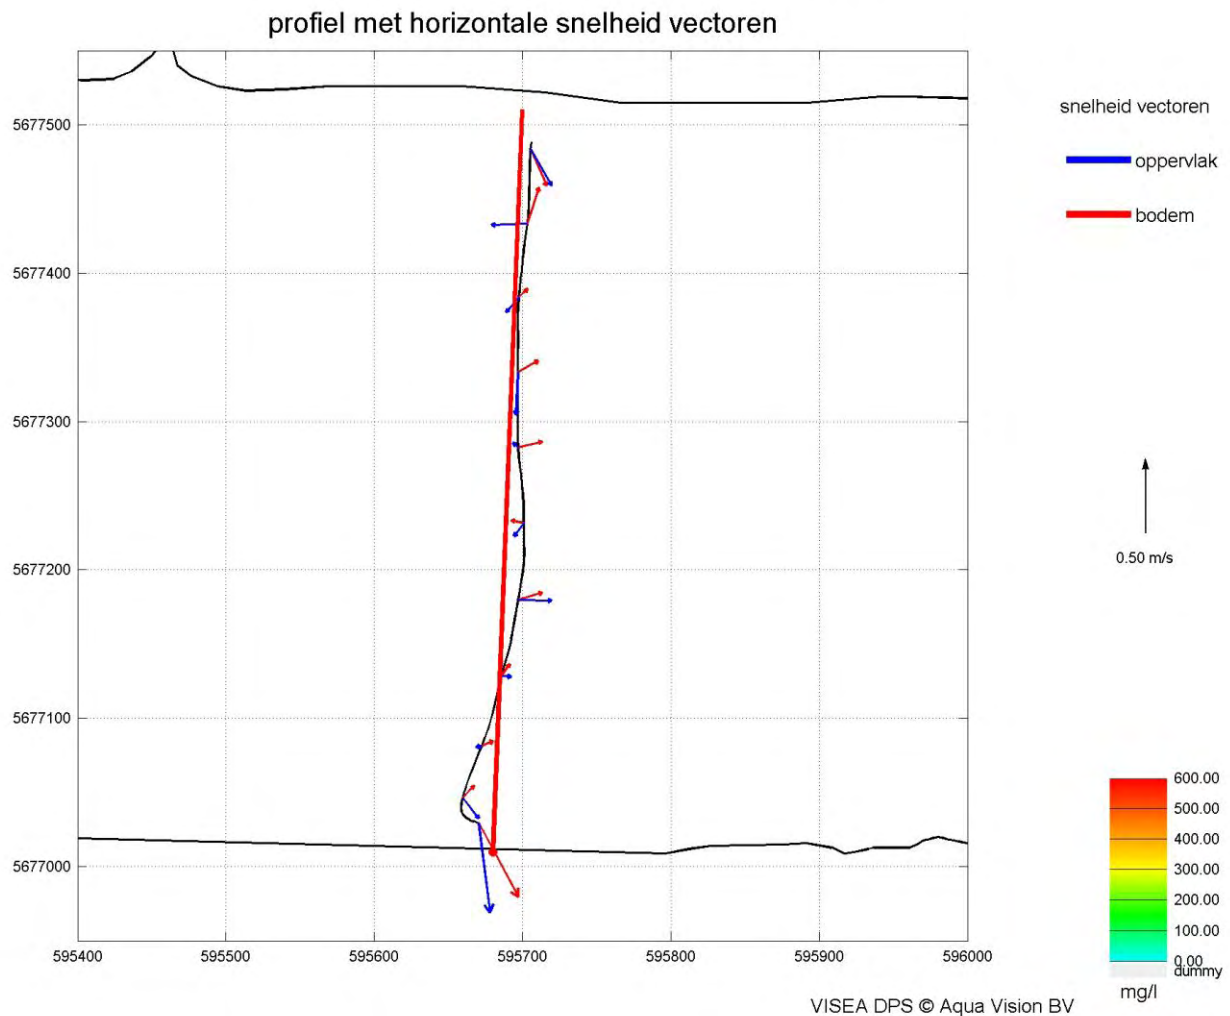 profiel met horizontale snelheid vectoren
snelheid vectoren
oppervlak
bodem
5677500
5677400
5677300
5677200
5677100
5677000
0.50 m/s
600.00
500.00
400.00
300.00
200.00
100.00
0.00
dummy
mg/l
595400 595500 595600 595700 595800 595900 596000
VISEA DPS © Aqua Vision BV